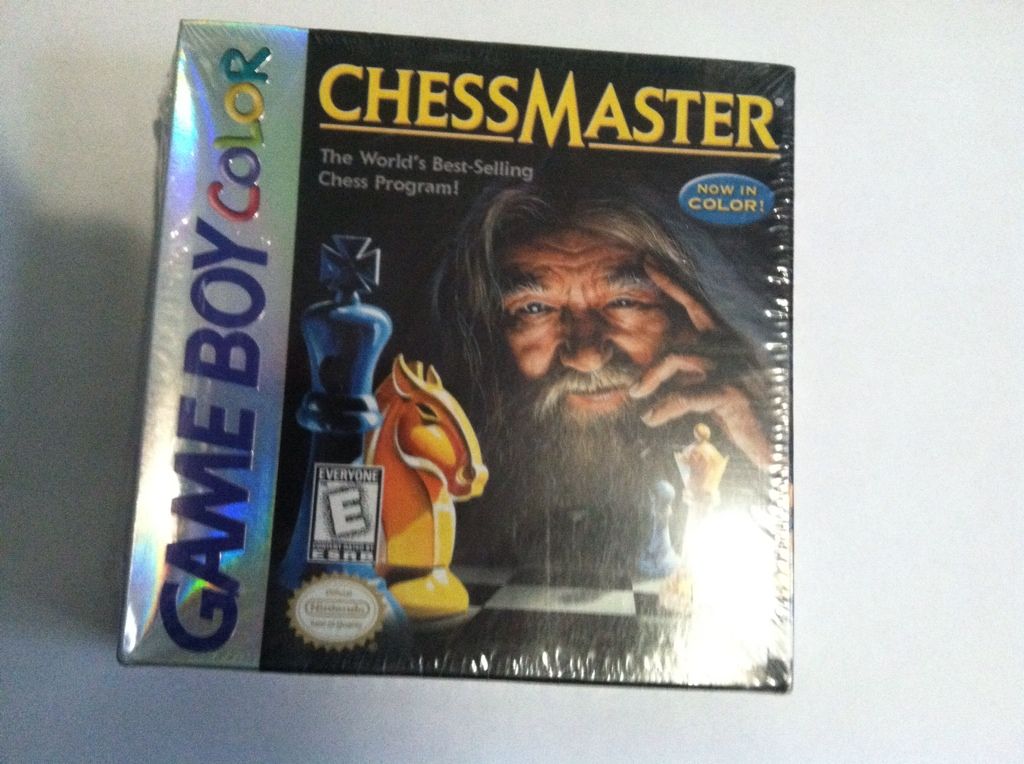 GAME BOY COLOR
CHESSMASTER®
The World's Best-Selling
Chess Program!
NOW IN
COLOR!
EVERYONE
E
ESRB
Nintendo